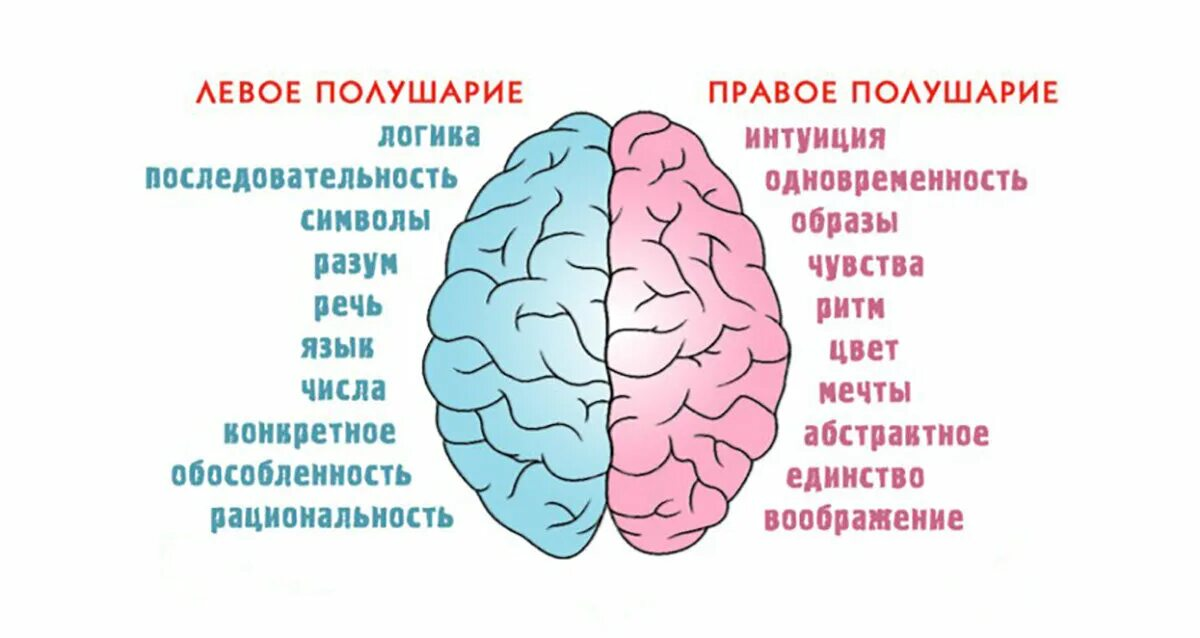 ЛЕВОЕ ПОЛУШАРИЕ
логика
последовательность
символы
разум
речь
язык
числа
конкретное
обособленность
рациональность
ПРАВОЕ ПОЛУШАРИЕ
интуиция
одновременность
образы
чувства
ритм
цвет
мечты
абстрактное
единство
воображение